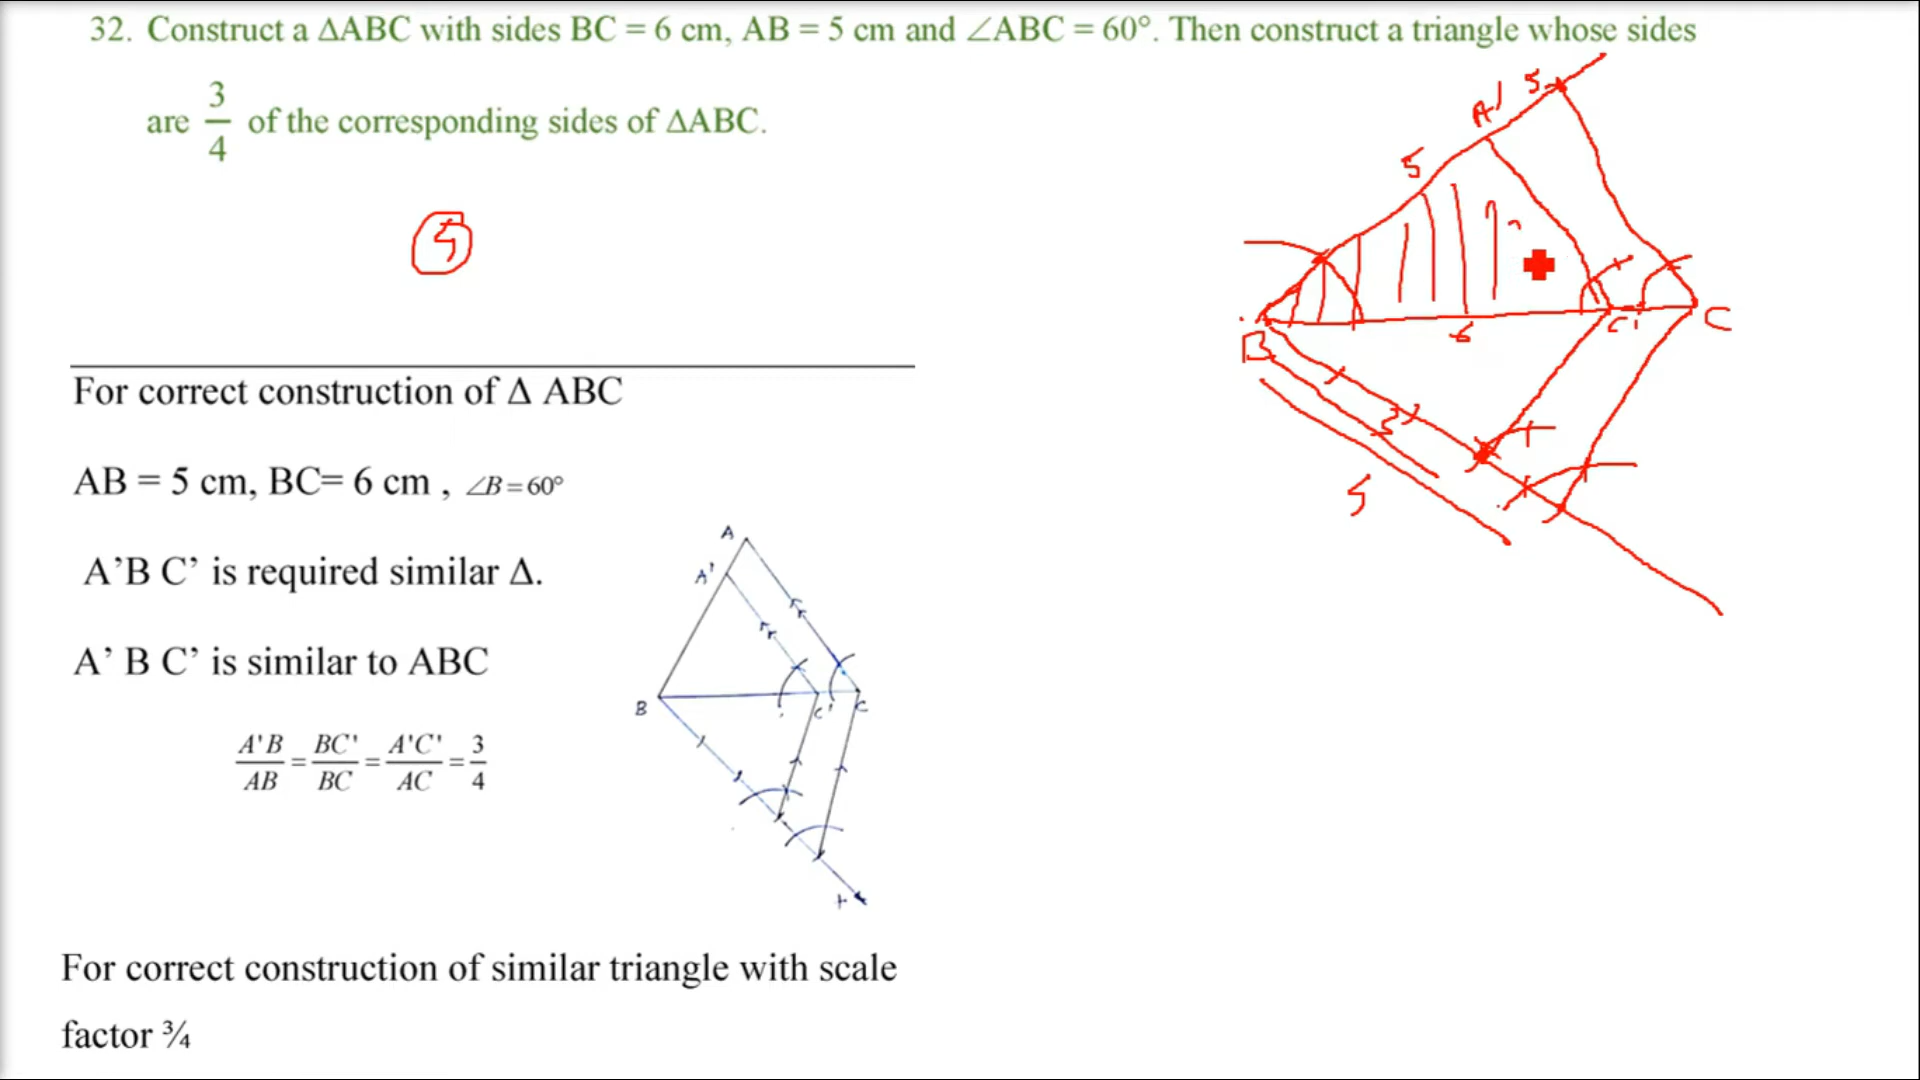 32. Construct a ΔABC with sides BC = 6 cm, AB = 5 cm and ∠ABC = 60°. Then construct a triangle whose sides
are 3/4 of the corresponding sides of ΔABC.
For correct construction of Δ ABC
AB = 5 cm, BC= 6 cm , ∠B=60°
A’B C’ is required similar Δ.
A’ B C’ is similar to ABC
A'B/AB = BC'/BC = A'C'/AC = 3/4
For correct construction of similar triangle with scale
factor ¾
A
A'
B
C'
C
A'
5
5
B
6
C'
C
3
5